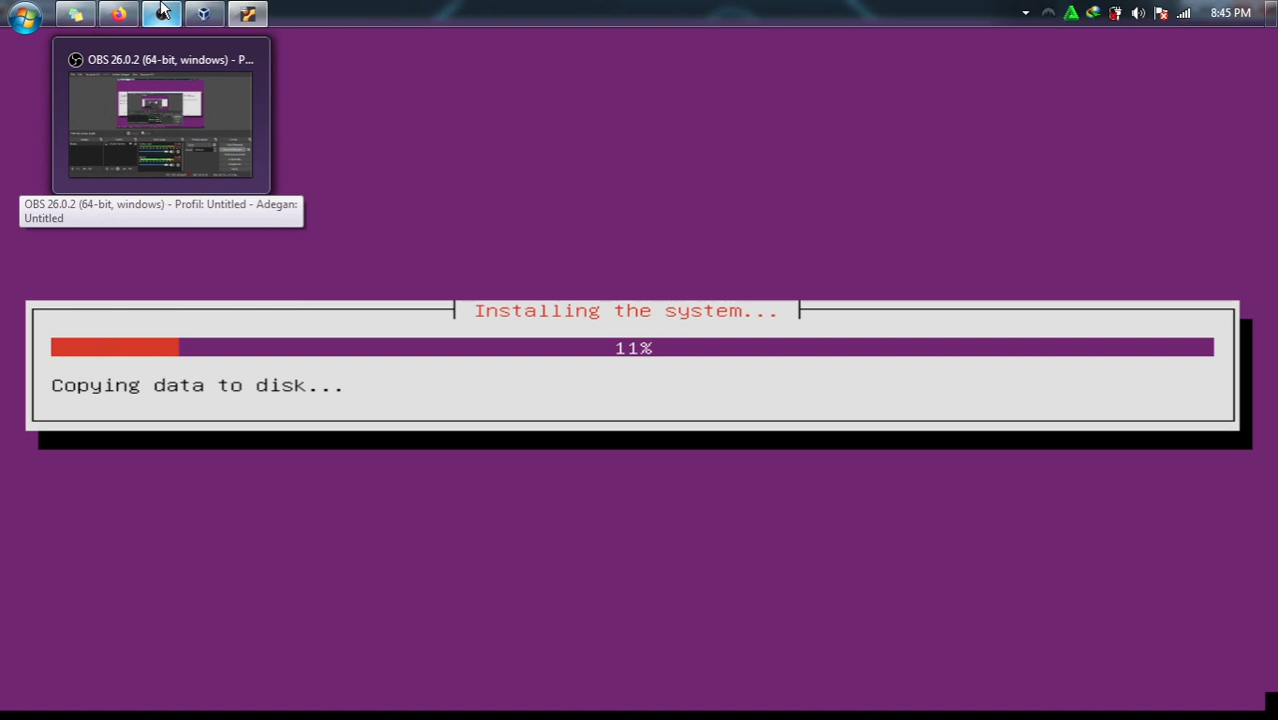 8:45 PM
OBS 26.0.2 (64-bit, windows) - P...
OBS 26.0.2 (64-bit, windows) - Profil: Untitled - Adegan:
Untitled
Installing the system...
11%
Copying data to disk...